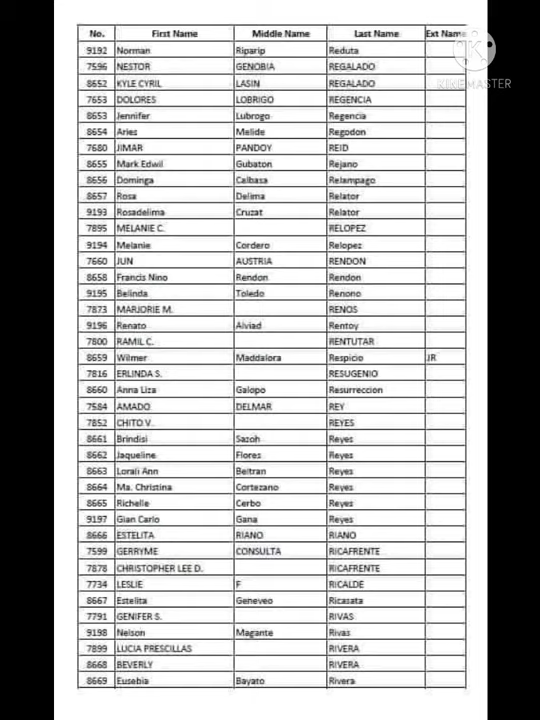 No. First Name Middle Name Last Name Ext Name
9192 Norman Riparip Reduta
7596 NESTOR GENOBIA REGALADO
8652 KYLE CYRIL LASIN REGALADO
7653 DOLORES LOBRIGO REGENCIA
8653 Jennifer Lubrogo Regencia
8654 Aries Melide Regodon
7680 JIMAR PANDOY REID
8655 Mark Edwil Gubaton Rejano
8656 Dominga Calbasa Relampago
8657 Rosa Delima Relator
9193 Rosadelima Cruzat Relator
7895 MELANIE C. RELOPEZ
9194 Melanie Cordero Relopez
7660 JUN AUSTRIA RENDON
8658 Francis Nino Rendon Rendon
9195 Belinda Toledo Renono
7873 MARJORIE M. RENOS
9196 Renato Alviad Rentoy
7800 RAMIL C. RENTUTAR
8659 Wilmer Maddalora Respicio JR
7816 ERLINDA S. RESUGENIO
8660 Anna Liza Galopo Resurreccion
7584 AMADO DELMAR REY
7852 CHITO V. REYES
8661 Brindisi Sazoh Reyes
8662 Jaqueline Flores Reyes
8663 Lorali Ann Beltran Reyes
8664 Ma. Christina Cortezano Reyes
8665 Richelle Cerbo Reyes
9197 Gian Carlo Gana Reyes
8666 ESTELITA RIANO RIANO
7599 GERRYME CONSULTA RICAFRENTE
7878 CHRISTOPHER LEE D. RICAFRENTE
7734 LESLIE F RICALDE
8667 Estelita Geneveo Ricasata
7791 GENIFER S. RIVAS
9198 Nelson Magante Rivas
7899 LUCIA PRESCILLAS RIVERA
8668 BEVERLY RIVERA
8669 Eusebia Bayato Rivera
KINEMASTER